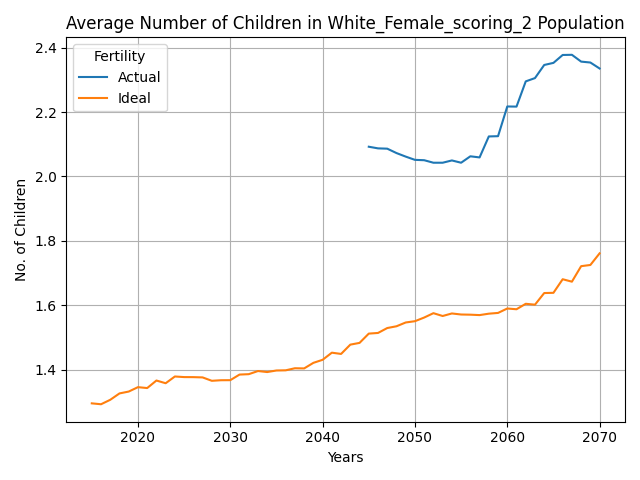 Average Number of Children in White_Female_scoring_2 Population
2.4
2.2
2.0
1.8
1.6
1.4
No. of Children
Fertility
Actual
Ideal
2020 2030 2040 2050 2060 2070
Years